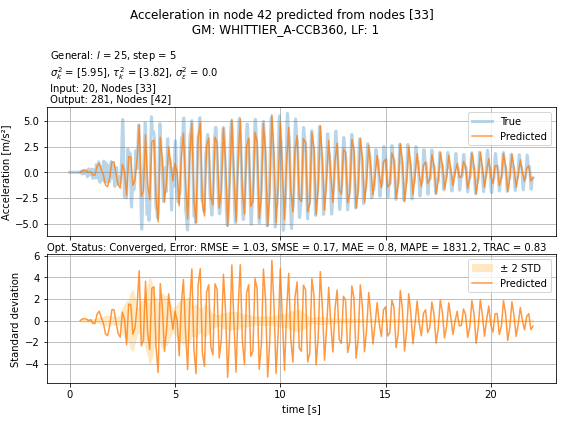 Acceleration in node 42 predicted from nodes [33]
GM: WHITTIER_A-CCB360, LF: 1
General: l = 25, step = 5
σ²ₖ = [5.95], τ²ₖ = [3.82], σ²ε = 0.0
Input: 20, Nodes [33]
Output: 281, Nodes [42]
Acceleration [m/s²]
5.0
2.5
0.0
−2.5
−5.0
True
Predicted
Opt. Status: Converged, Error: RMSE = 1.03, SMSE = 0.17, MAE = 0.8, MAPE = 1831.2, TRAC = 0.83
Standard deviation
6
4
2
0
−2
−4
± 2 STD
Predicted
0 5 10 15 20
time [s]